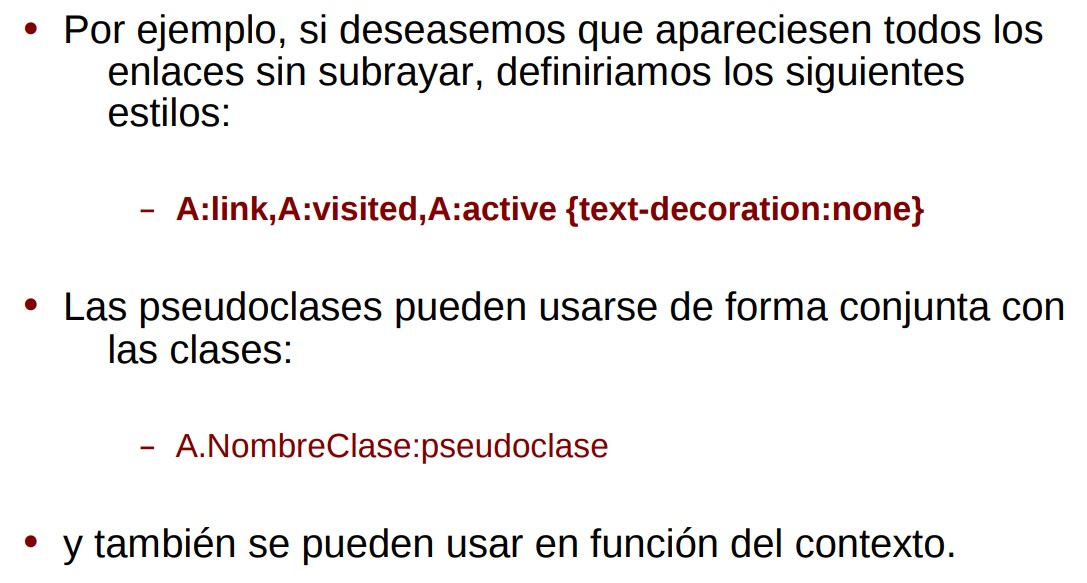 • Por ejemplo, si deseasemos que apareciesen todos los
enlaces sin subrayar, definiriamos los siguientes
estilos:
– A:link,A:visited,A:active {text-decoration:none}
• Las pseudoclases pueden usarse de forma conjunta con
las clases:
– A.NombreClase:pseudoclase
• y también se pueden usar en función del contexto.